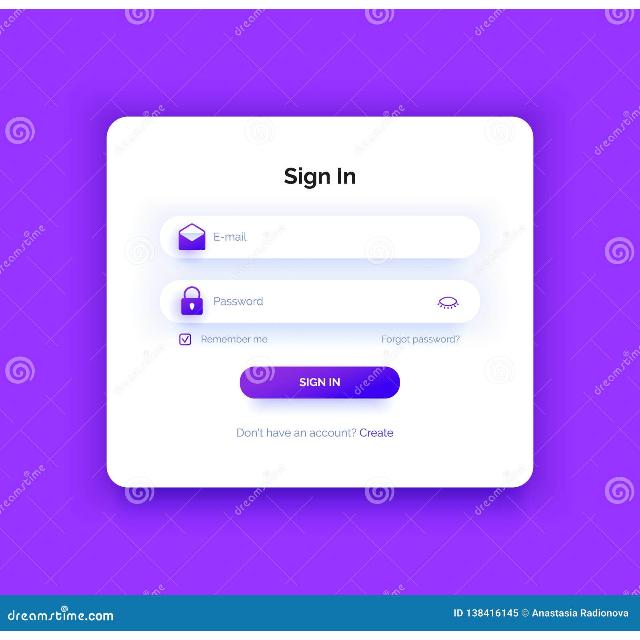 Sign In
E-mail
Password
Remember me
Forgot password?
SIGN IN
Don't have an account? Create
dreamstime.com
ID 138416145 © Anastasia Radionova